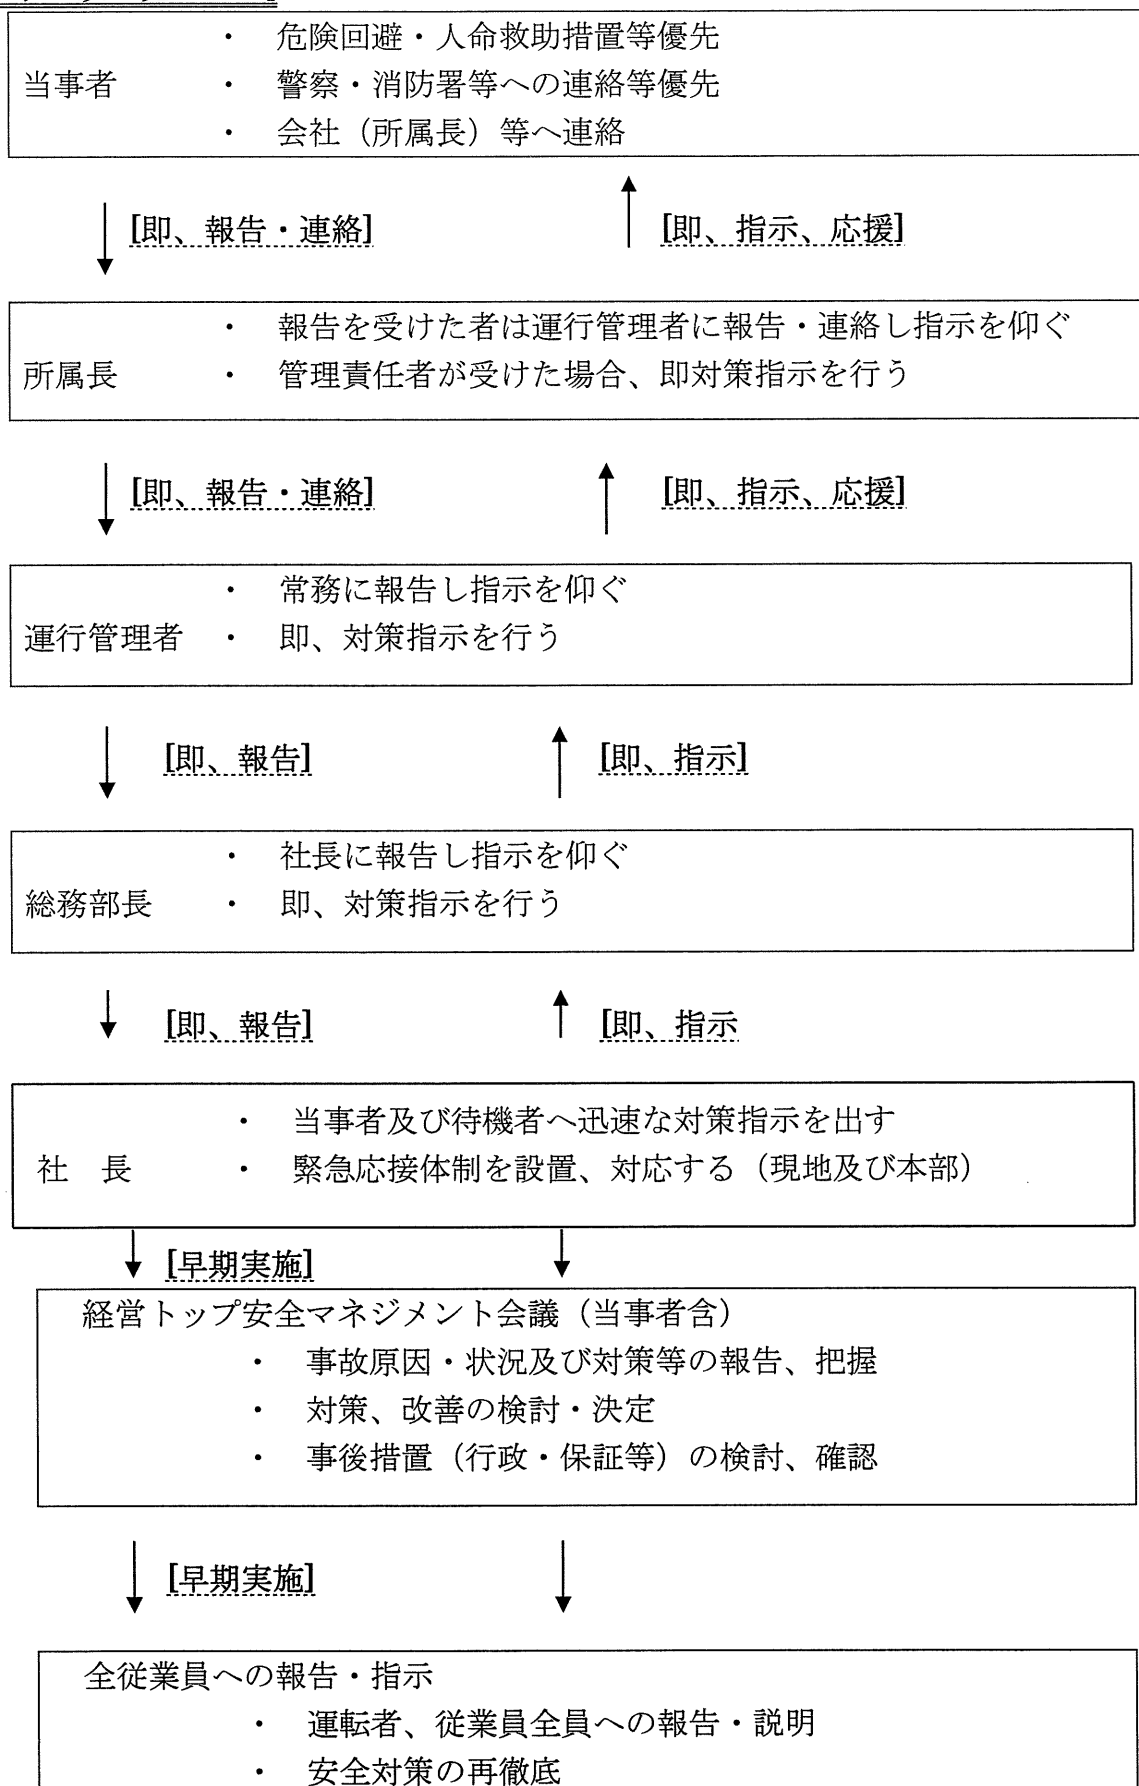 ・ 危険回避・人命救助措置等優先
当事者 ・ 警察・消防署等への連絡等優先
・ 会社（所属長）等へ連絡
[即、報告・連絡] [即、指示、応援]
・ 報告を受けた者は運行管理者に報告・連絡し指示を仰ぐ
所属長 ・ 管理責任者が受けた場合、即対策指示を行う
[即、報告・連絡] [即、指示、応援]
・ 常務に報告し指示を仰ぐ
運行管理者 ・ 即、対策指示を行う
[即、報告] [即、指示]
・ 社長に報告し指示を仰ぐ
総務部長 ・ 即、対策指示を行う
[即、報告] [即、指示
・ 当事者及び待機者へ迅速な対策指示を出す
社 長 ・ 緊急応接体制を設置、対応する（現地及び本部）
[早期実施]
経営トップ安全マネジメント会議（当事者含）
・ 事故原因・状況及び対策等の報告、把握
・ 対策、改善の検討・決定
・ 事後措置（行政・保証等）の検討、確認
[早期実施]
全従業員への報告・指示
・ 運転者、従業員全員への報告・説明
・ 安全対策の再徹底